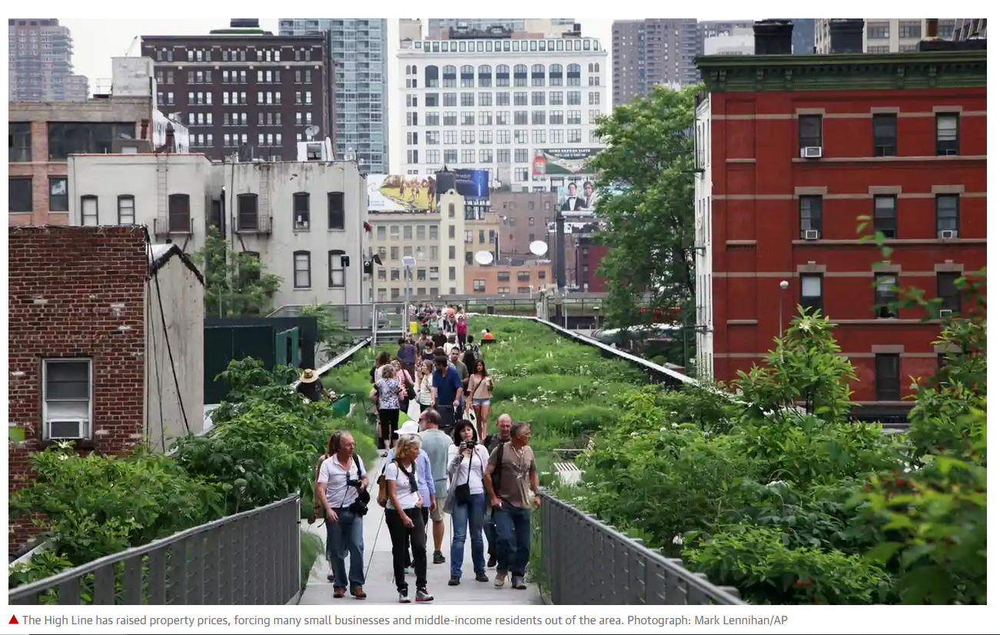 The High Line has raised property prices, forcing many small businesses and middle-income residents out of the area. Photograph: Mark Lennihan/AP